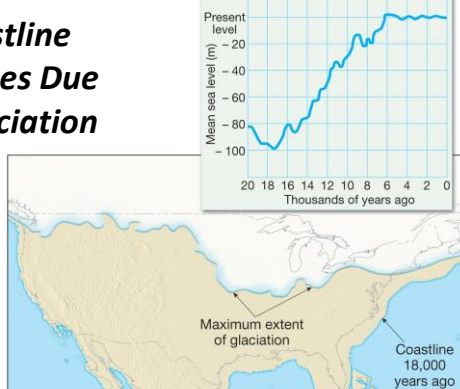 stline
es Due
ciation
Present
level
– 20
– 40
– 60
– 80
– 100
Mean sea level (m)
20 18 16 14 12 10 8 6 4 2 0
Thousands of years ago
Maximum extent
of glaciation
Coastline
18,000
years ago